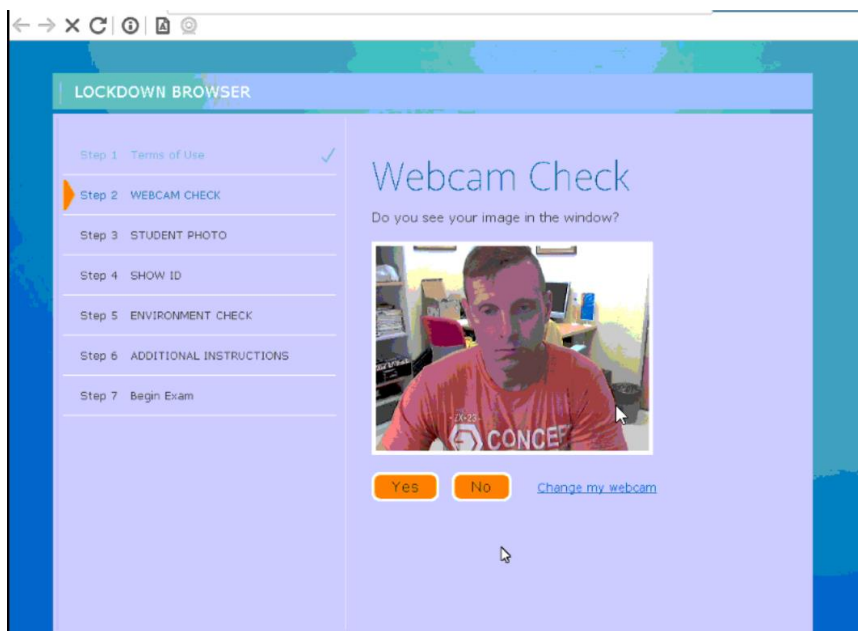 LOCKDOWN BROWSER
Step 1 Terms of Use
Step 2 WEBCAM CHECK
Step 3 STUDENT PHOTO
Step 4 SHOW ID
Step 5 ENVIRONMENT CHECK
Step 6 ADDITIONAL INSTRUCTIONS
Step 7 Begin Exam
Webcam Check
Do you see your image in the window?
CONCEPT
Yes No Change my webcam